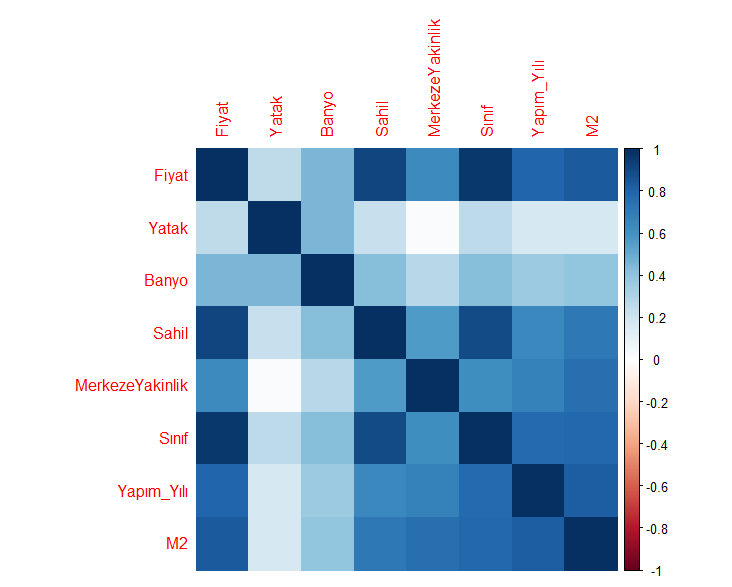 Fiyat
Yatak
Banyo
Sahil
MerkezeYakinlik
Sınıf
Yapım_Yılı
M2
Fiyat
Yatak
Banyo
Sahil
MerkezeYakinlik
Sınıf
Yapım_Yılı
M2
1
0.8
0.6
0.4
0.2
0
-0.2
-0.4
-0.6
-0.8
-1